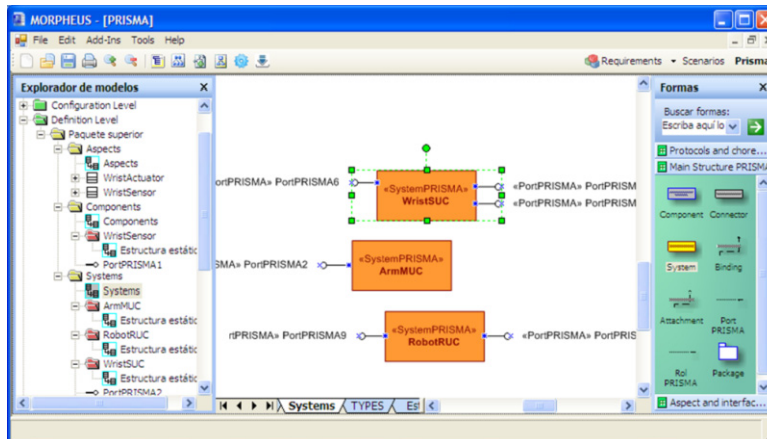 MORPHEUS - [PRISMA]
File Edit Add-Ins Tools Help
Requirements Scenarios Prisma
Explorador de modelos X
Configuration Level
Definition Level
Paquete superior
Aspects
Aspects
WristActuator
WristSensor
Components
Components
WristSensor
Estructura estátic
PortPRISMA1
Systems
Systems
ArmMUC
Estructura estátic
RobotRUC
Estructura estátic
WristSUC
Estructura estátic
PortPRISMA2
ortPRISMA» PortPRISMA6
«SystemPRISMA»
WristSUC
«PortPRISMA» PortPRISM
«PortPRISMA» PortPRISM
SMA» PortPRISMA2
«SystemPRISMA»
ArmMUC
rtPRISMA» PortPRISMA9
«SystemPRISMA»
RobotRUC
«PortPRISMA» PortPRIS
Systems TYPES Es
Formas X
Buscar formas:
Escriba aquí lo
Protocols and chore...
Main Structure PRISMA
Component Connector
System Binding
Attachment Port PRISMA
Rol PRISMA Package
Aspect and interfac...